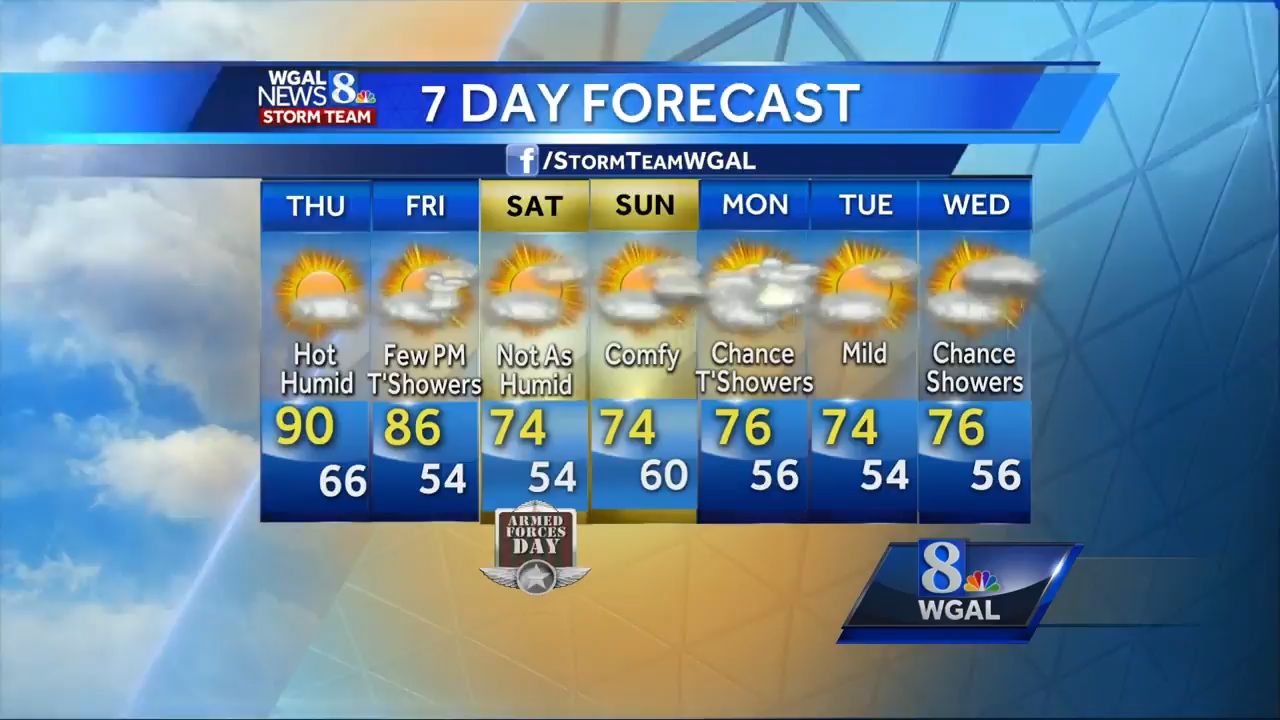 WGAL
NEWS 8
STORM TEAM
7 DAY FORECAST
f /STORMTEAMWGAL
THU FRI SAT SUN MON TUE WED
Hot Few PM Not As Comfy Chance Mild Chance
Humid T'Showers Humid T'Showers Showers
90 86 74 74 76 74 76
66 54 54 60 56 54 56
ARMED
FORCES
DAY
8
WGAL